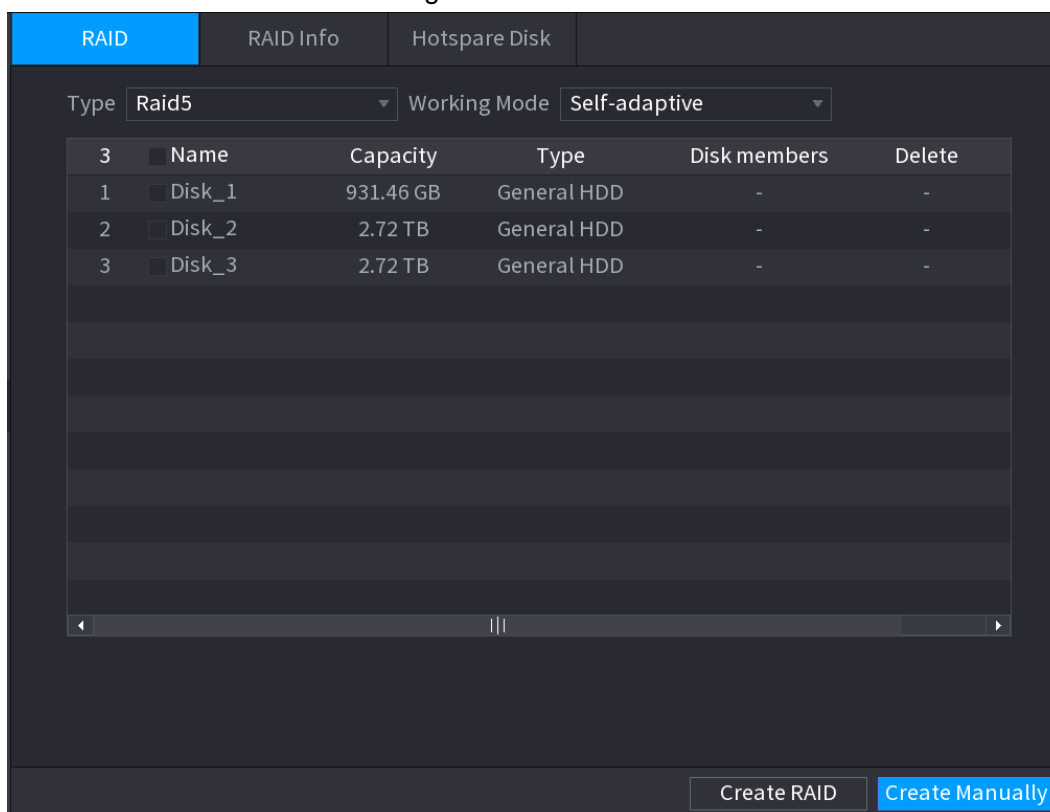 RAID RAID Info Hotspare Disk
Type Raid5 Working Mode Self-adaptive
3 Name Capacity Type Disk members Delete
1 Disk_1 931.46 GB General HDD - -
2 Disk_2 2.72 TB General HDD - -
3 Disk_3 2.72 TB General HDD - -
Create RAID Create Manually